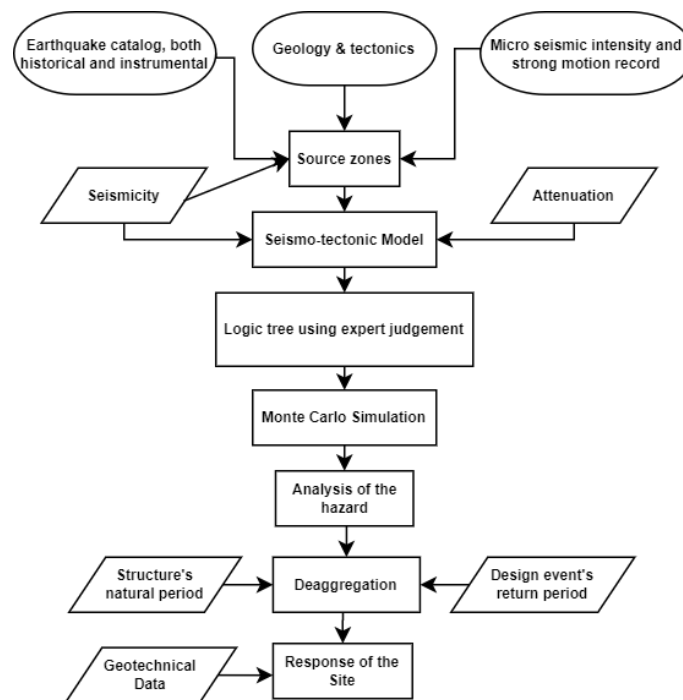 Earthquake catalog, both
historical and instrumental
Geology & tectonics
Micro seismic intensity and
strong motion record
Source zones
Seismicity
Attenuation
Seismo-tectonic Model
Logic tree using expert judgement
Monte Carlo Simulation
Analysis of the
hazard
Structure's
natural period
Deaggregation
Design event's
return period
Geotechnical
Data
Response of the
Site